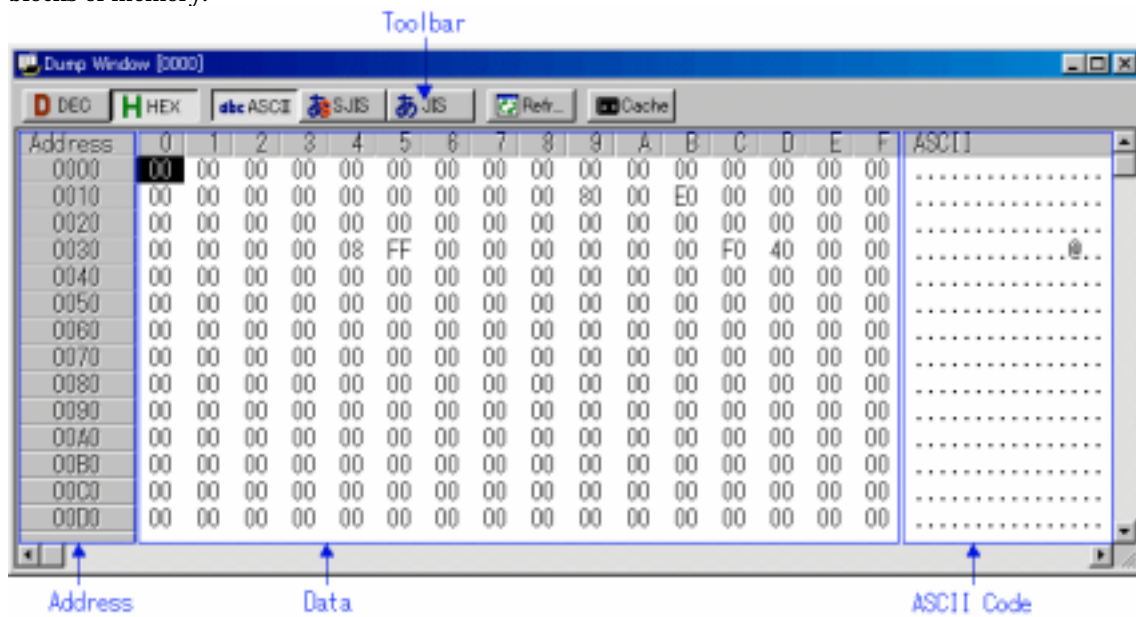 Toolbar
Dump Window [0000]
D DEC H HEX abc ASCII あ SJIS あ JIS Refr... Cache
Address 0 1 2 3 4 5 6 7 8 9 A B C D E F ASCII
0000 00 00 00 00 00 00 00 00 00 00 00 00 00 00 00 00 ................
0010 00 00 00 00 00 00 00 00 00 80 00 E0 00 00 00 00 ................
0020 00 00 00 00 00 00 00 00 00 00 00 00 00 00 00 00 ................
0030 00 00 00 00 08 FF 00 00 00 00 00 00 F0 40 00 00 .............@..
0040 00 00 00 00 00 00 00 00 00 00 00 00 00 00 00 00 ................
0050 00 00 00 00 00 00 00 00 00 00 00 00 00 00 00 00 ................
0060 00 00 00 00 00 00 00 00 00 00 00 00 00 00 00 00 ................
0070 00 00 00 00 00 00 00 00 00 00 00 00 00 00 00 00 ................
0080 00 00 00 00 00 00 00 00 00 00 00 00 00 00 00 00 ................
0090 00 00 00 00 00 00 00 00 00 00 00 00 00 00 00 00 ................
00A0 00 00 00 00 00 00 00 00 00 00 00 00 00 00 00 00 ................
00B0 00 00 00 00 00 00 00 00 00 00 00 00 00 00 00 00 ................
00C0 00 00 00 00 00 00 00 00 00 00 00 00 00 00 00 00 ................
00D0 00 00 00 00 00 00 00 00 00 00 00 00 00 00 00 00 ................
Address Data ASCII Code